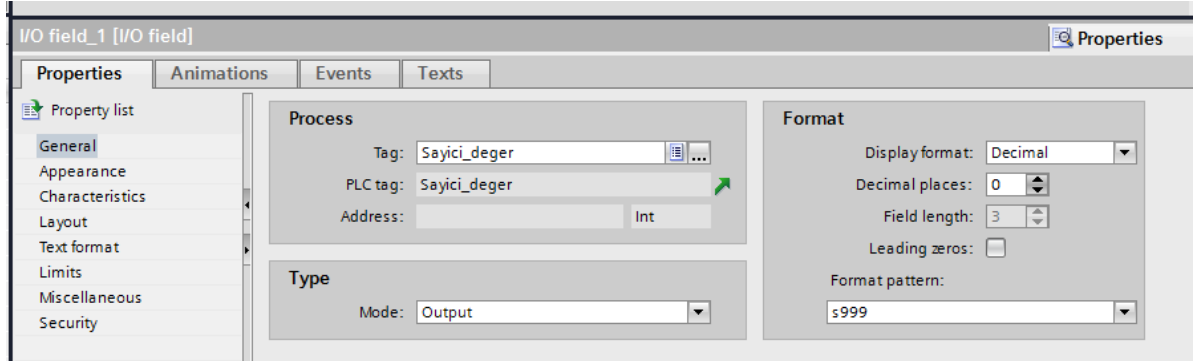 I/O field_1 [I/O field]
Properties
Properties Animations Events Texts
Property list
General
Appearance
Characteristics
Layout
Text format
Limits
Miscellaneous
Security
Process
Tag: Sayici_deger ...
PLC tag: Sayici_deger
Address: Int
Type
Mode: Output
Format
Display format: Decimal
Decimal places: 0
Field length: 3
Leading zeros:
Format pattern:
s999